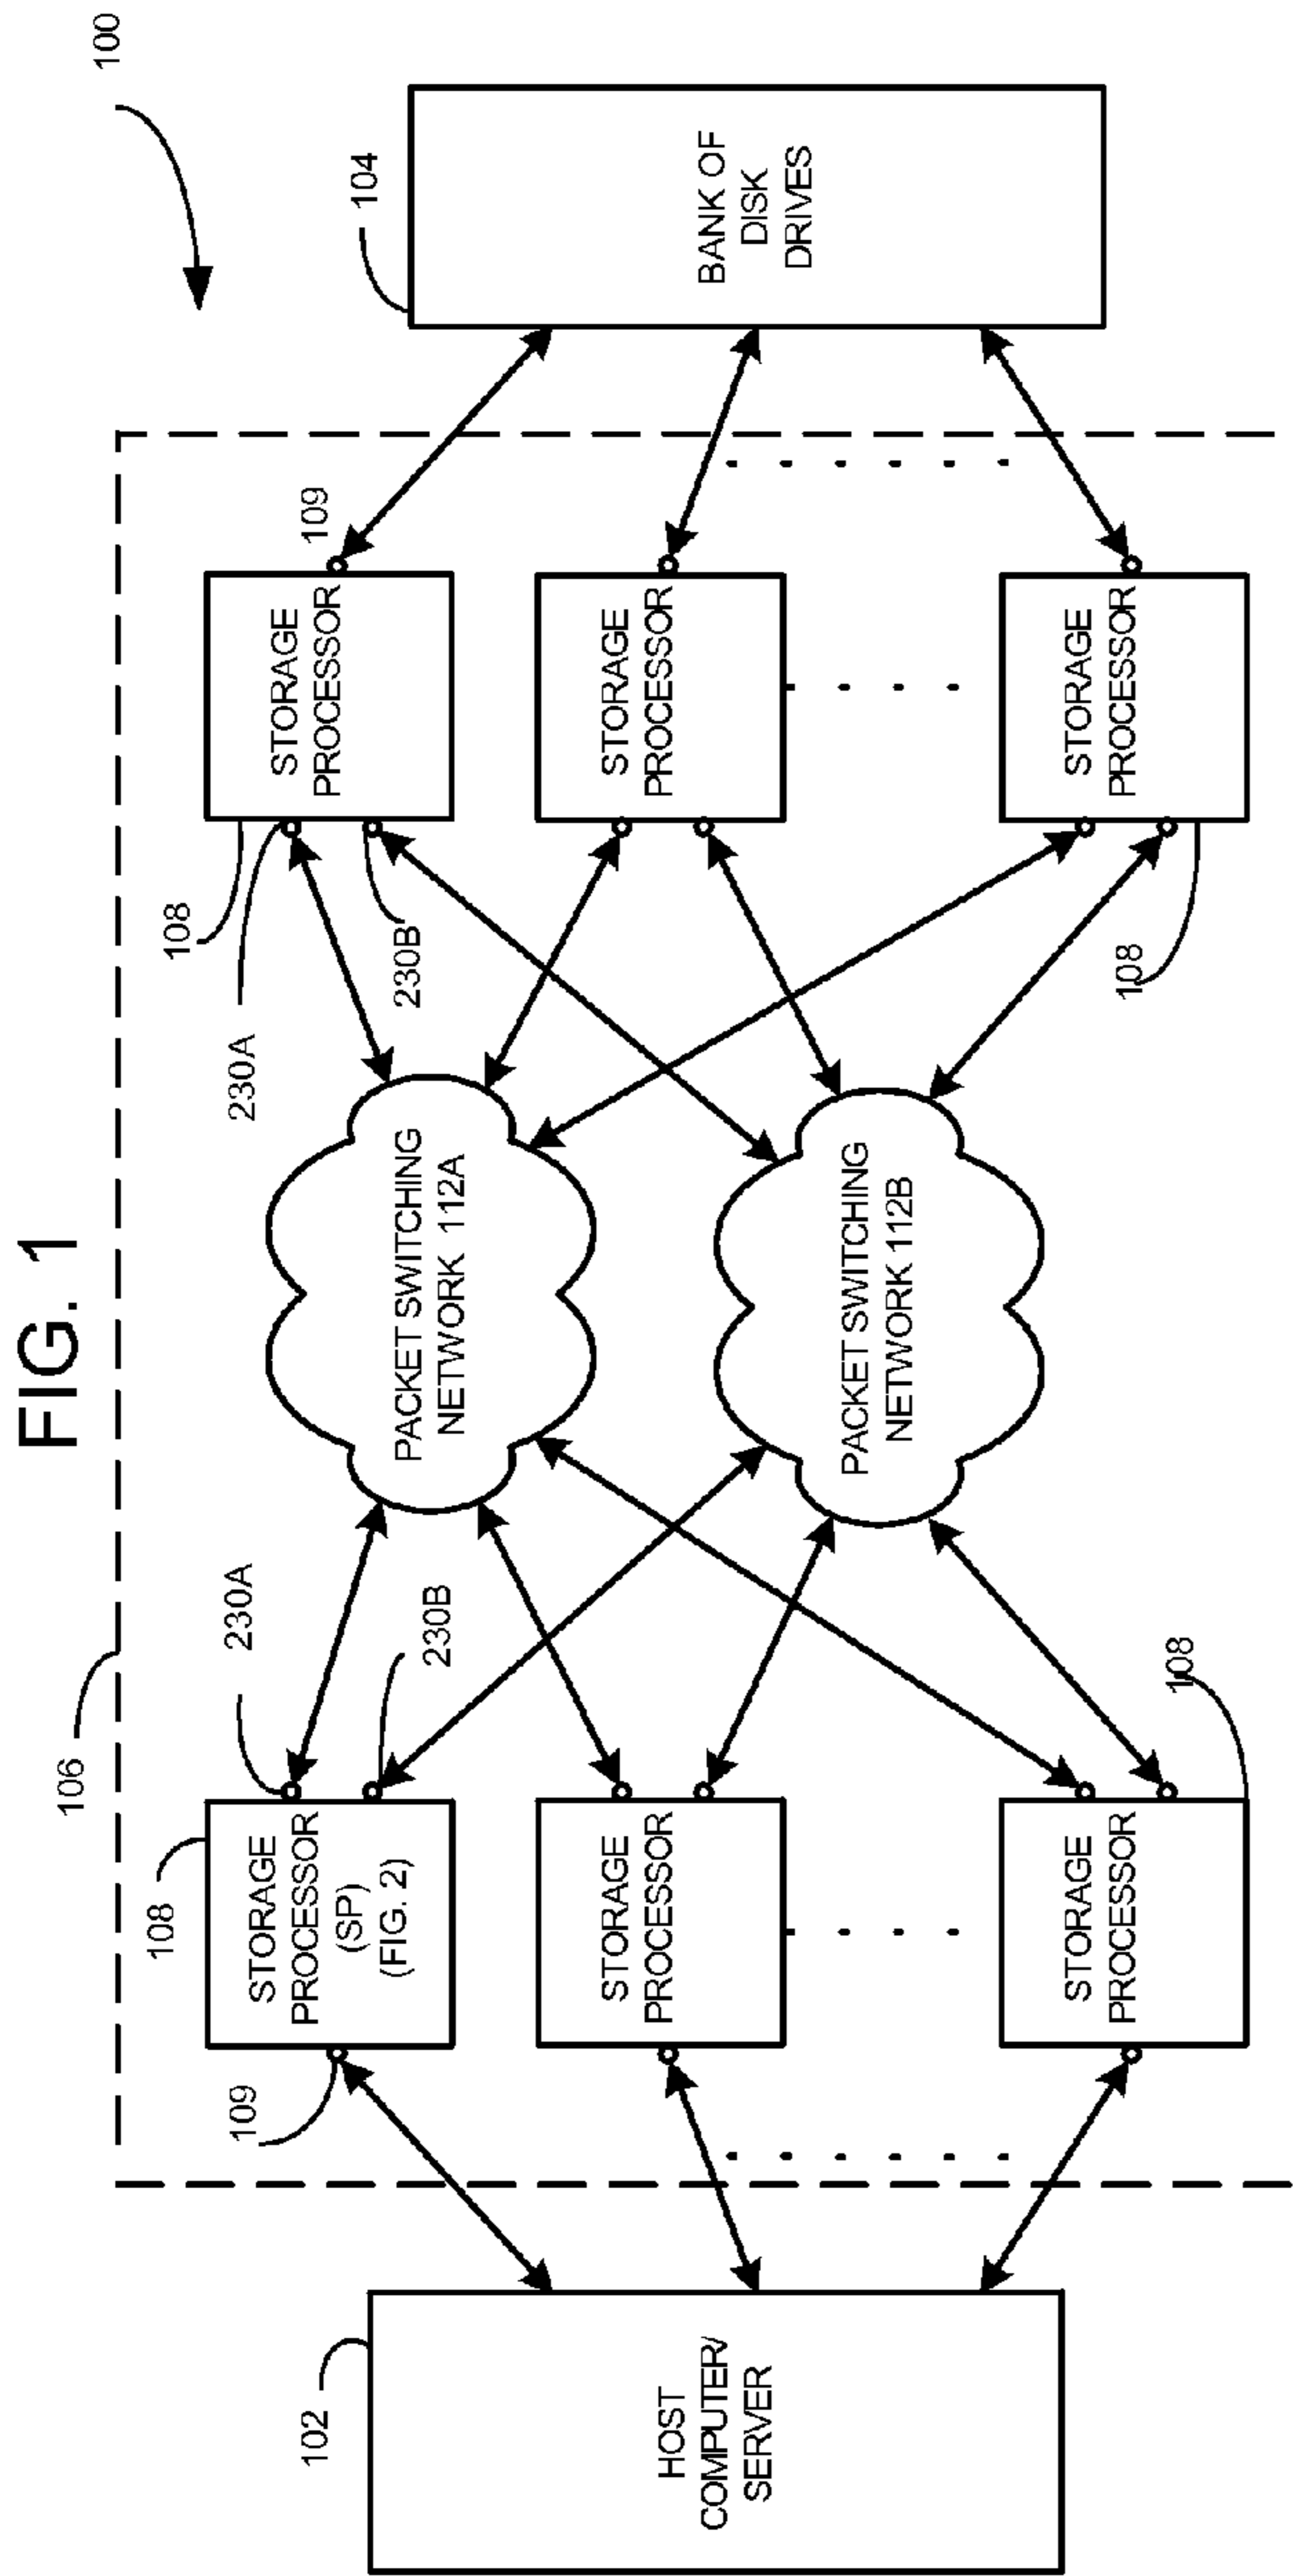 FIG. 1
100
106
102
HOST
COMPUTER/
SERVER
109
108
STORAGE
PROCESSOR
(SP)
(FIG. 2)
230A
230B
STORAGE
PROCESSOR
STORAGE
PROCESSOR
108
PACKET SWITCHING
NETWORK 112A
PACKET SWITCHING
NETWORK 112B
230A
108
230B
STORAGE
PROCESSOR
109
STORAGE
PROCESSOR
STORAGE
PROCESSOR
108
104
BANK OF
DISK
DRIVES